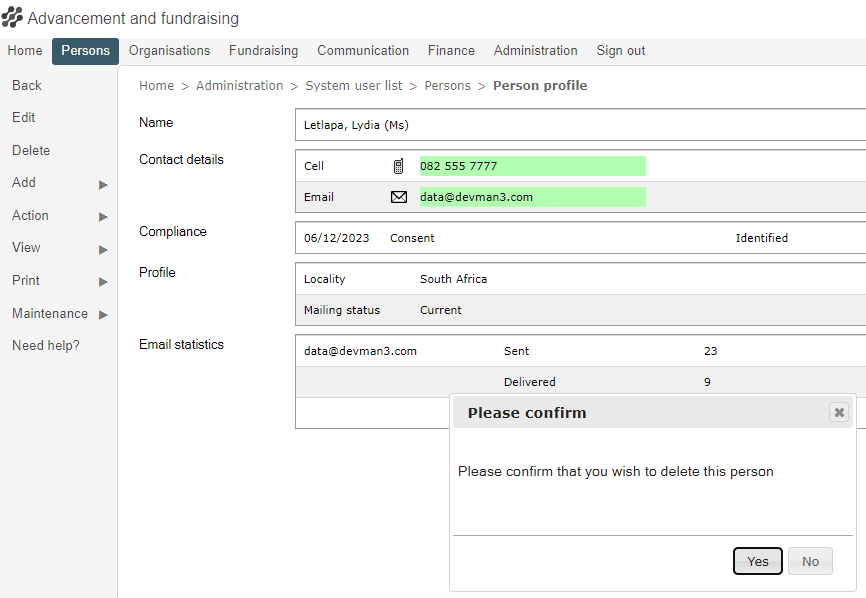 Advancement and fundraising
Home Persons Organisations Fundraising Communication Finance Administration Sign out
Back
Edit
Delete
Add
Action
View
Print
Maintenance
Need help?
Home > Administration > System user list > Persons > Person profile
Name Letlapa, Lydia (Ms)
Contact details Cell 082 555 7777
Email data@devman3.com
Compliance 06/12/2023 Consent Identified
Profile Locality South Africa
Mailing status Current
Email statistics data@devman3.com Sent 23
Delivered 9
Please confirm
Please confirm that you wish to delete this person
Yes No